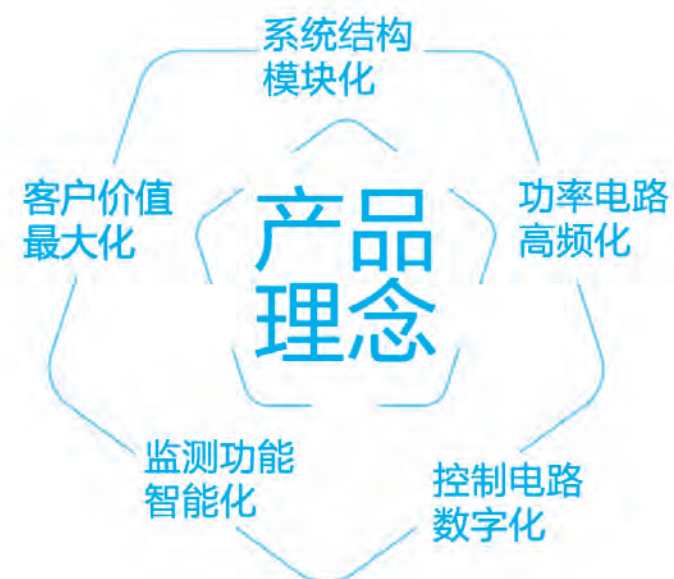 系统结构
模块化
客户价值
最大化
产品
理念
功率电路
高频化
监测功能
智能化
控制电路
数字化